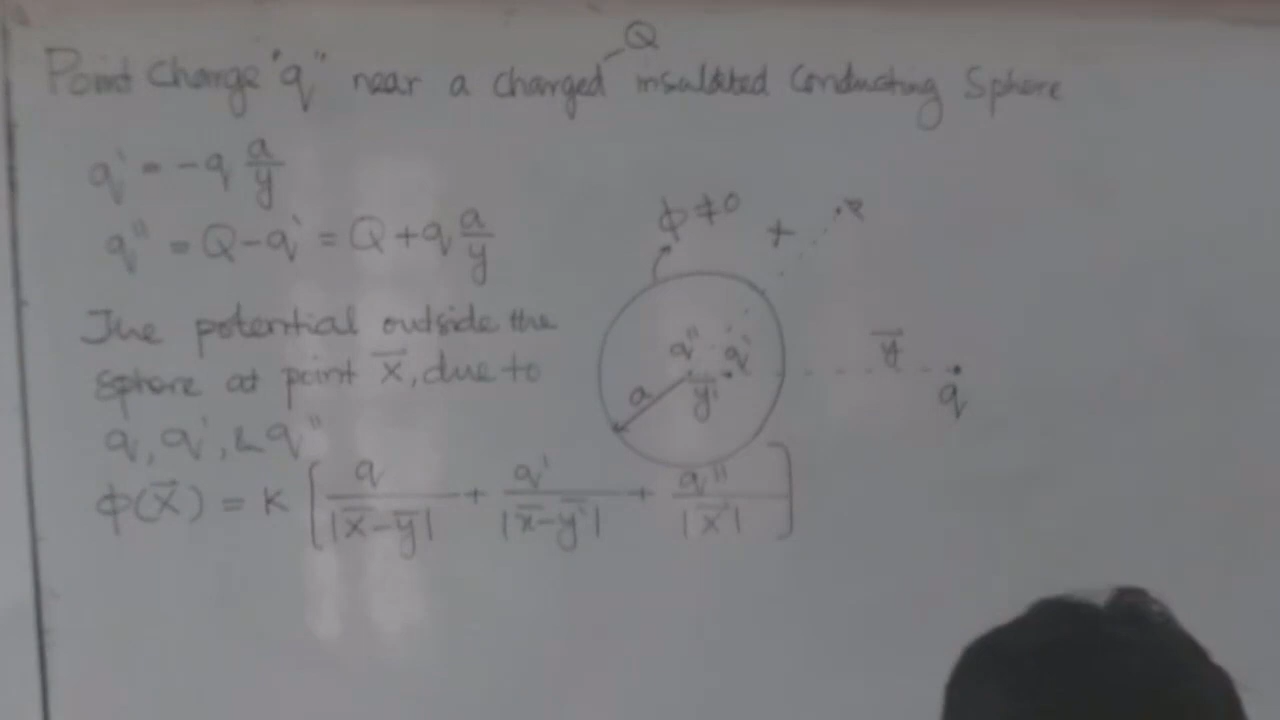 Q
Point Charge "q" near a charged insulated Conducting Sphere
q' = -q a/y
q" = Q-q' = Q+q a/y
The potential outside the
Sphere at point x⃗, due to
q, q', & q"
ϕ(x⃗) = K [ q/|x̅-y̅| + q'/|x̅-y̅'| + q"/|x⃗| ]
ϕ≠0
+
q" q'
a y'
q